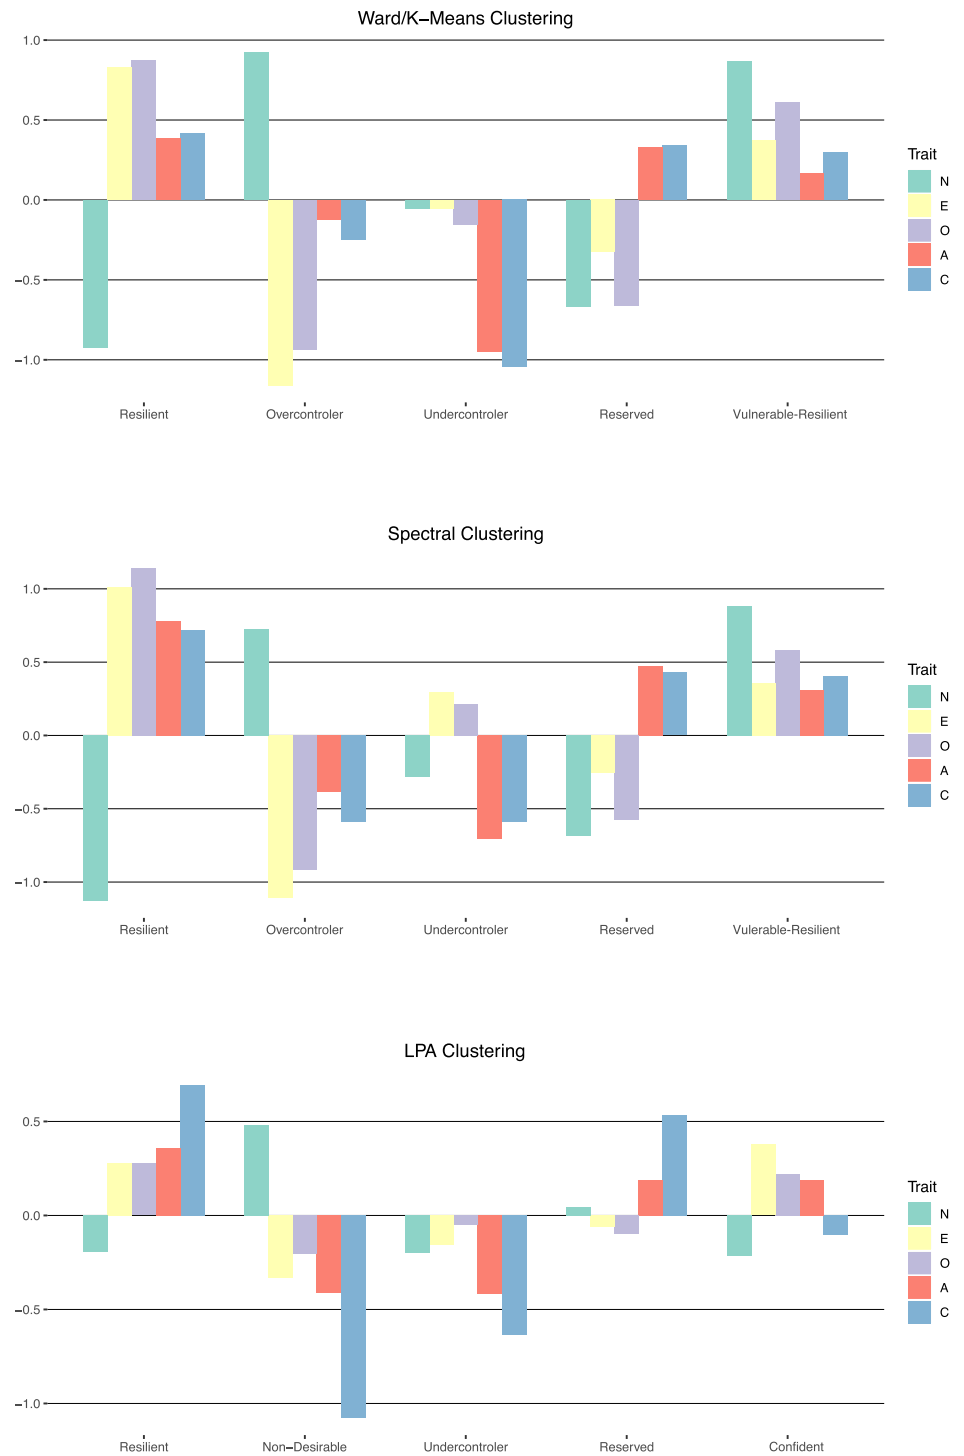 Ward/K−Means Clustering
1.0
0.5
0.0
−0.5
−1.0
Resilient Overcontroler Undercontroler Reserved Vulnerable-Resilient
Trait
N
E
O
A
C
Spectral Clustering
1.0
0.5
0.0
−0.5
−1.0
Resilient Overcontroler Undercontroler Reserved Vulerable-Resilient
Trait
N
E
O
A
C
LPA Clustering
0.5
0.0
−0.5
−1.0
Resilient Non−Desirable Undercontroler Reserved Confident
Trait
N
E
O
A
C